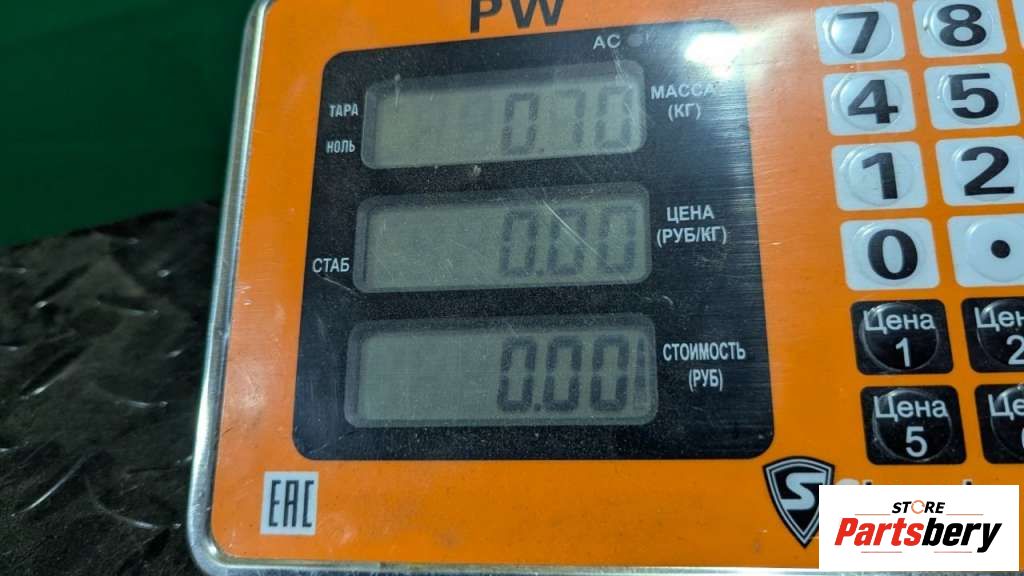 PW
AC
ТАРА
НОЛЬ
0.70
МАССА
(КГ)
СТАБ
0.00
ЦЕНА
(РУБ/КГ)
0.00
СТОИМОСТЬ
(РУБ)
7 8
4 5
1 2
0 .
Цена
1
2
Цена
5
EAC
S
STORE
Partsbery